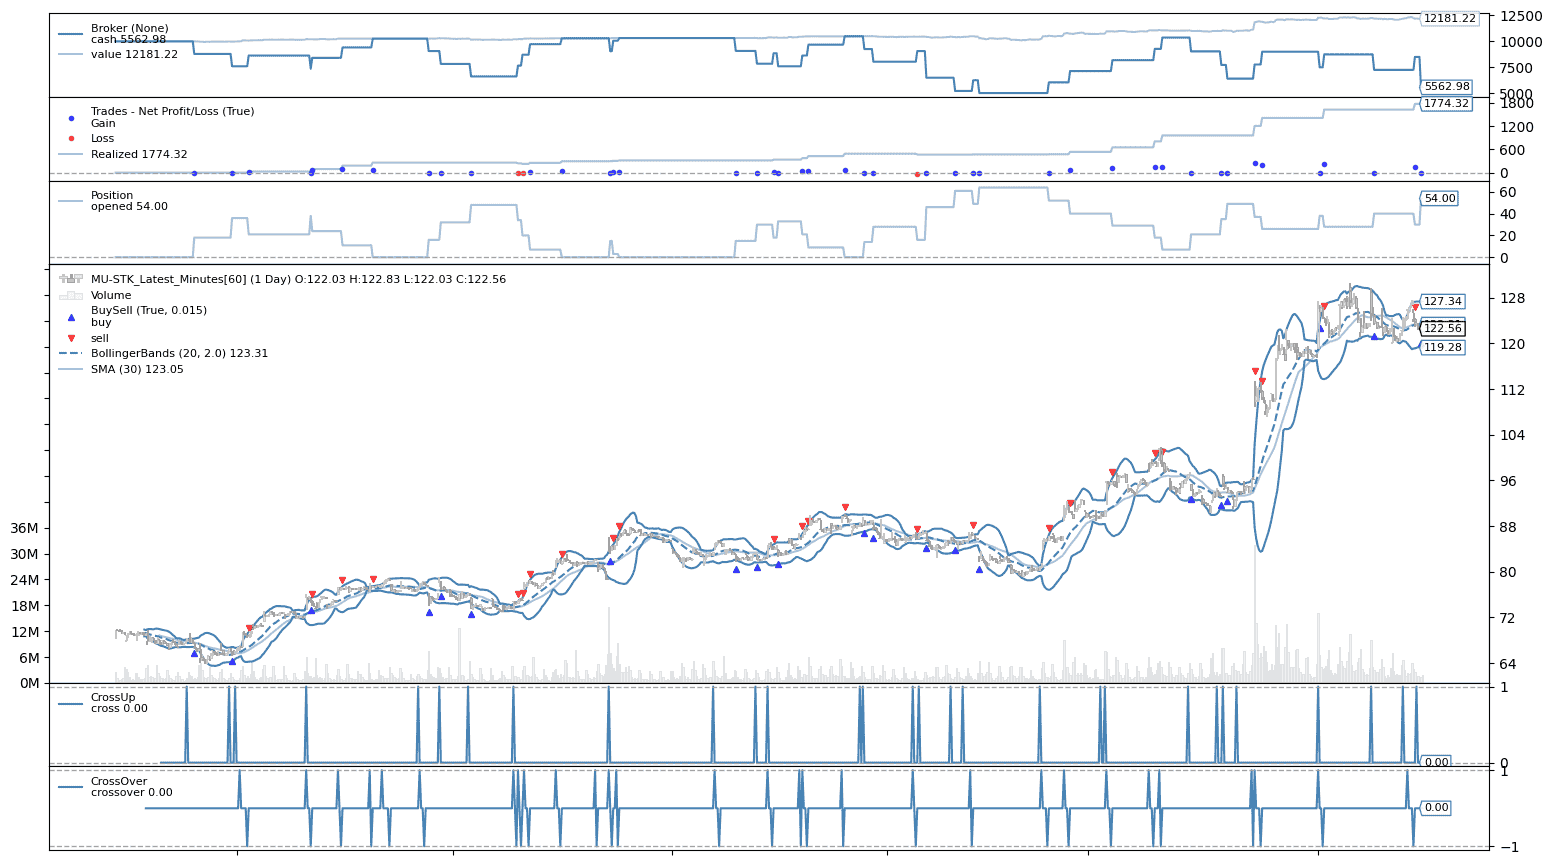 Broker (None)
cash 5562.98
value 12181.22
12181.22
5562.98
12500
10000
7500
5000
Trades - Net Profit/Loss (True)
Gain
Loss
Realized 1774.32
1774.32
1800
1200
600
0
Position
opened 54.00
54.00
60
40
20
0
MU-STK_Latest_Minutes[60] (1 Day) O:122.03 H:122.83 L:122.03 C:122.56
Volume
BuySell (True, 0.015)
buy
sell
BollingerBands (20, 2.0) 123.31
SMA (30) 123.05
127.34
122.56
119.28
128
120
112
104
96
88
80
72
64
36M
30M
24M
18M
12M
6M
0M
CrossUp
cross 0.00
0.00
1
0
CrossOver
crossover 0.00
0.00
1
−1